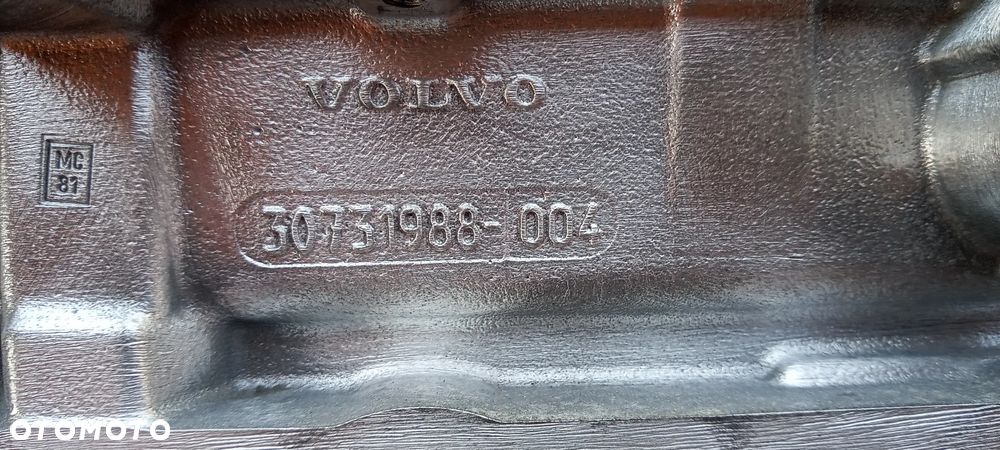 VOLVO
MC
81
30731988-004
OTOMOTO